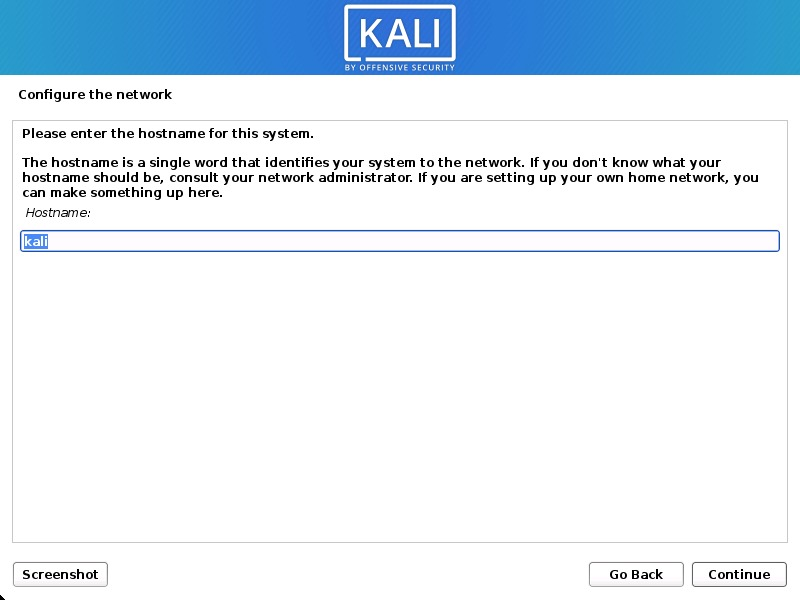 KALI
BY OFFENSIVE SECURITY
Configure the network
Please enter the hostname for this system.
The hostname is a single word that identifies your system to the network. If you don't know what your
hostname should be, consult your network administrator. If you are setting up your own home network, you
can make something up here.
Hostname:
kali
Screenshot
Go Back
Continue